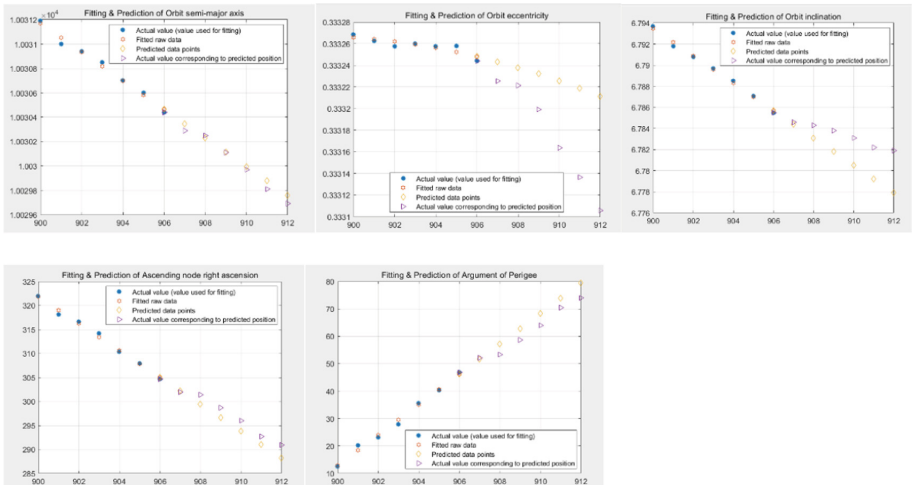 Fitting & Prediction of Orbit semi-major axis
1.0032 ×10⁴
1.0031
1.00308
1.00306
1.00304
1.00302
1.003
1.00298
1.00296
900 902 904 906 908 910 912
Actual value (value used for fitting)
Fitted raw data
Predicted data points
Actual value corresponding to predicted position
Fitting & Prediction of Orbit eccentricity
0.33328
0.33326
0.33324
0.33322
0.3332
0.33318
0.33316
0.33314
0.33312
0.3331
900 902 904 906 908 910 912
Actual value (value used for fitting)
Fitted raw data
Predicted data points
Actual value corresponding to predicted position
Fitting & Prediction of Orbit inclination
6.794
6.792
6.79
6.788
6.786
6.784
6.782
6.78
6.778
6.776
900 902 904 906 908 910 912
Actual value (value used for fitting)
Fitted raw data
Predicted data points
Actual value corresponding to predicted position
Fitting & Prediction of Ascending node right ascension
325
320
315
310
305
300
295
290
285
900 902 904 906 908 910 912
Actual value (value used for fitting)
Fitted raw data
Predicted data points
Actual value corresponding to predicted position
Fitting & Prediction of Argument of Perigee
80
70
60
50
40
30
20
10
900 902 904 906 908 910 912
Actual value (value used for fitting)
Fitted raw data
Predicted data points
Actual value corresponding to predicted position